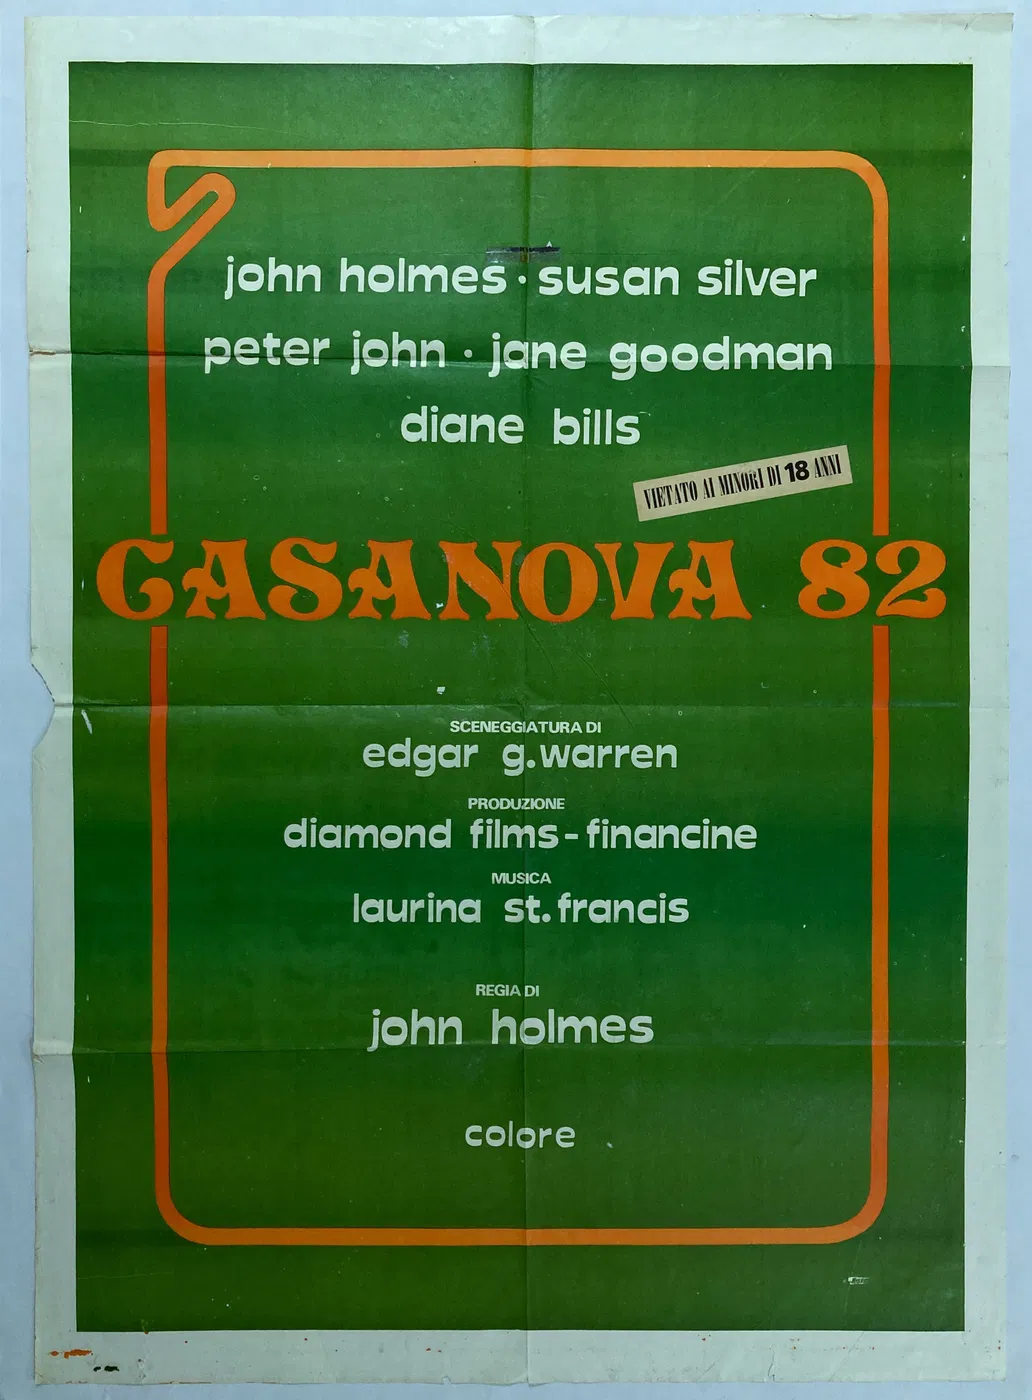 john holmes · susan silver
peter john · jane goodman
diane bills
VIETATO AI MINORI DI 18 ANNI
CASANOVA 82
SCENEGGIATURA DI
edgar g. warren
PRODUZIONE
diamond films - financine
MUSICA
laurina st. francis
REGIA DI
john holmes
colore